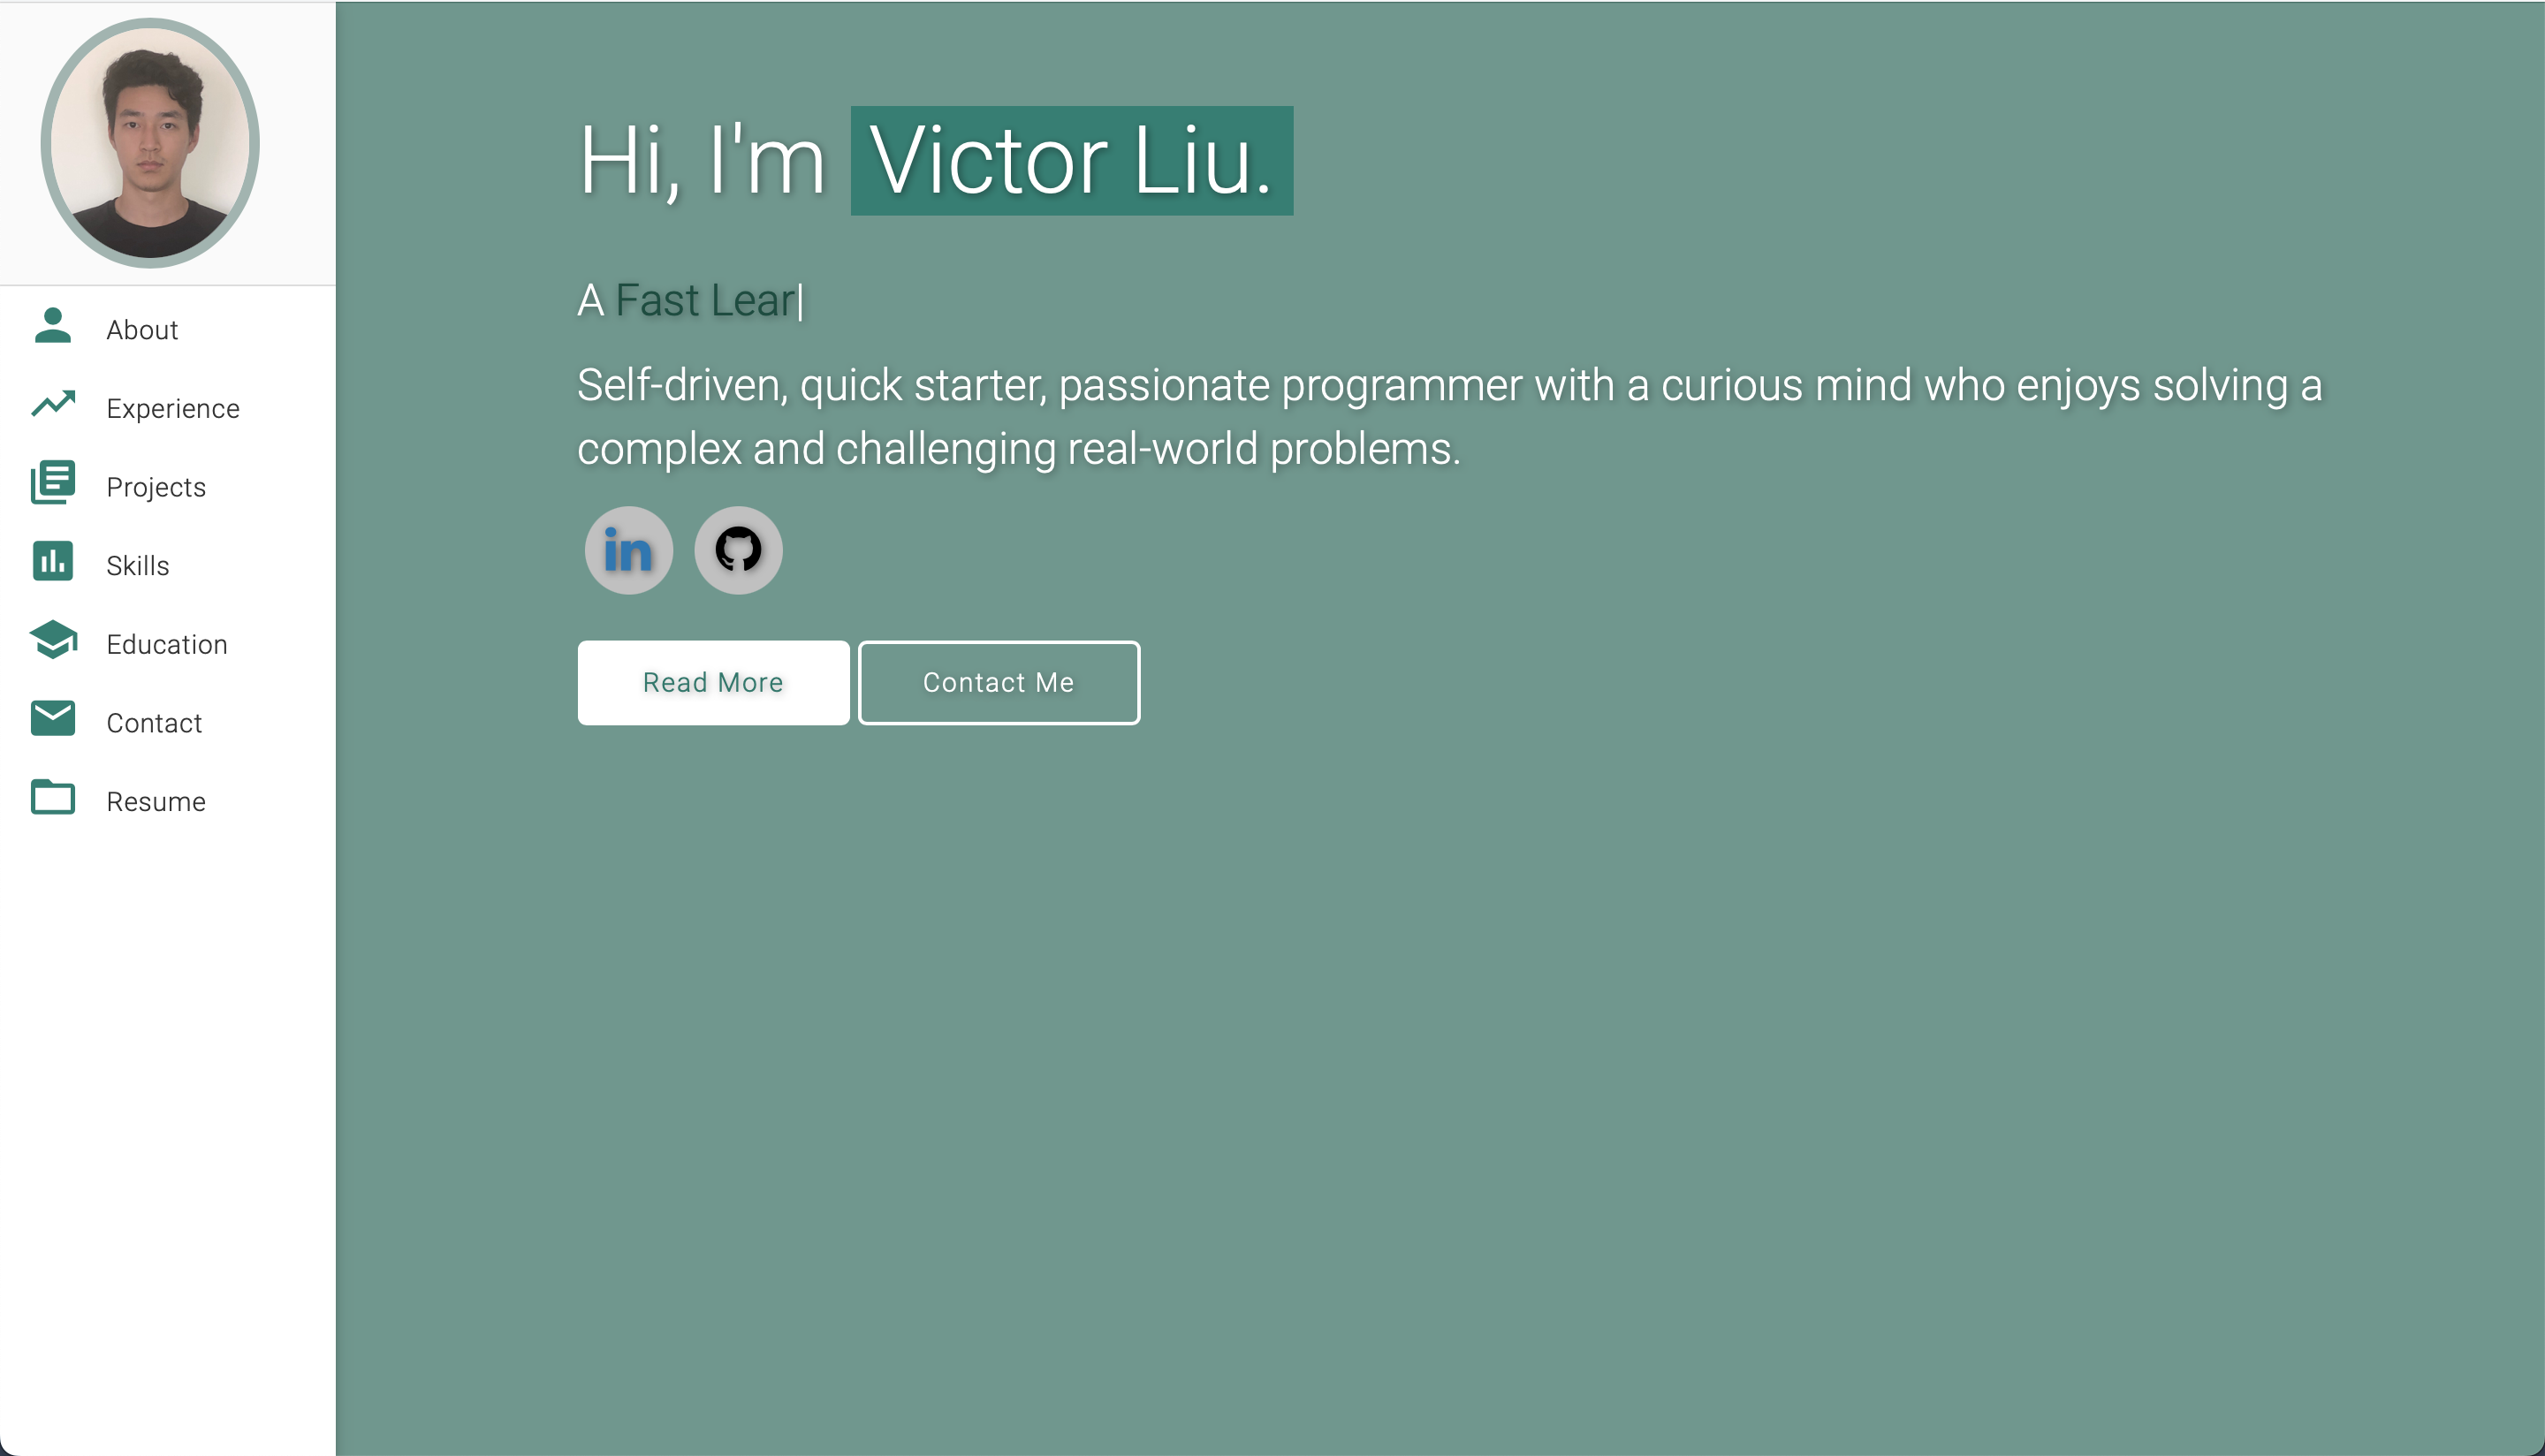 Hi, I'm Victor Liu.
A Fast Lear|
Self-driven, quick starter, passionate programmer with a curious mind who enjoys solving a
complex and challenging real-world problems.
in
Read More
Contact Me
About
Experience
Projects
Skills
Education
Contact
Resume